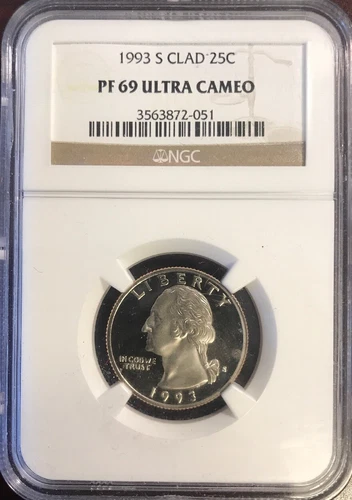 1993 S CLAD 25C
PF 69 ULTRA CAMEO
3563872-051
NGC
LIBERTY
IN GOD WE
TRUST
S
1993